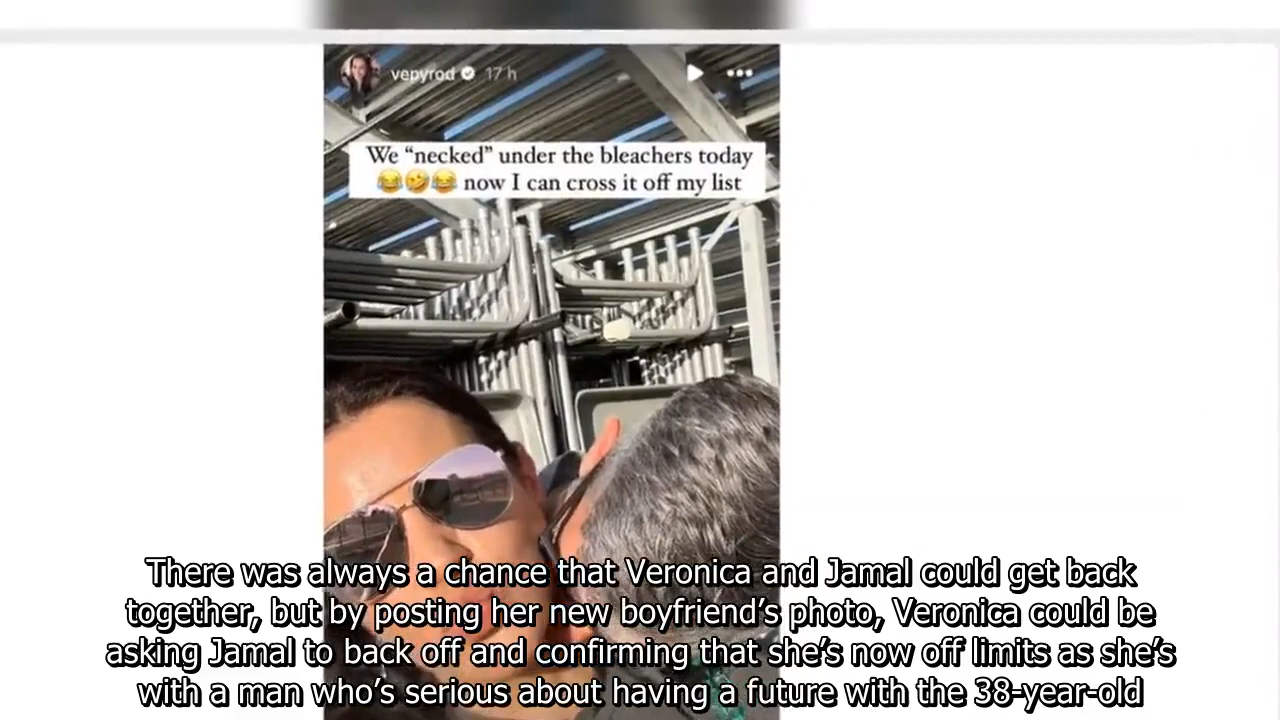 vepyrod 17 h
We “necked” under the bleachers today
😂🤣😂 now I can cross it off my list
There was always a chance that Veronica and Jamal could get back
together, but by posting her new boyfriend’s photo, Veronica could be
asking Jamal to back off and confirming that she’s now off limits as she’s
with a man who’s serious about having a future with the 38-year-old